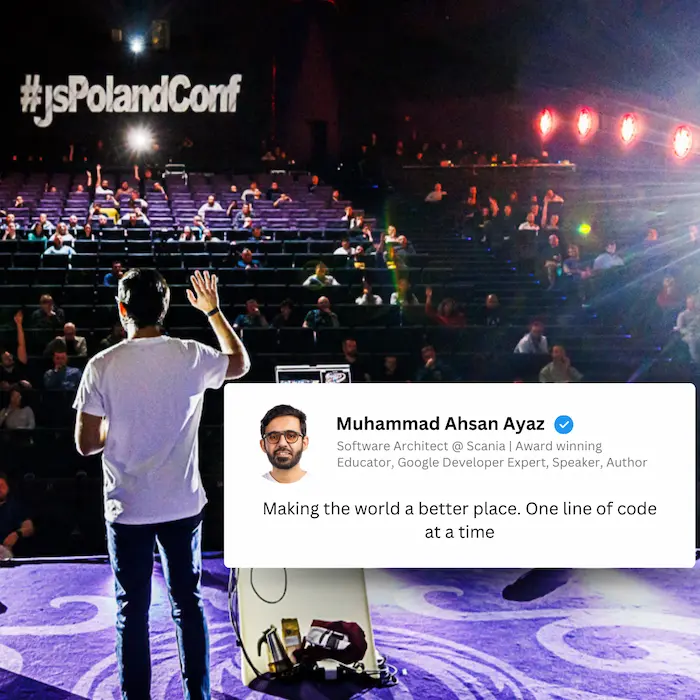 #jsPolandConf
Muhammad Ahsan Ayaz
Software Architect @ Scania | Award winning
Educator, Google Developer Expert, Speaker, Author
Making the world a better place. One line of code
at a time